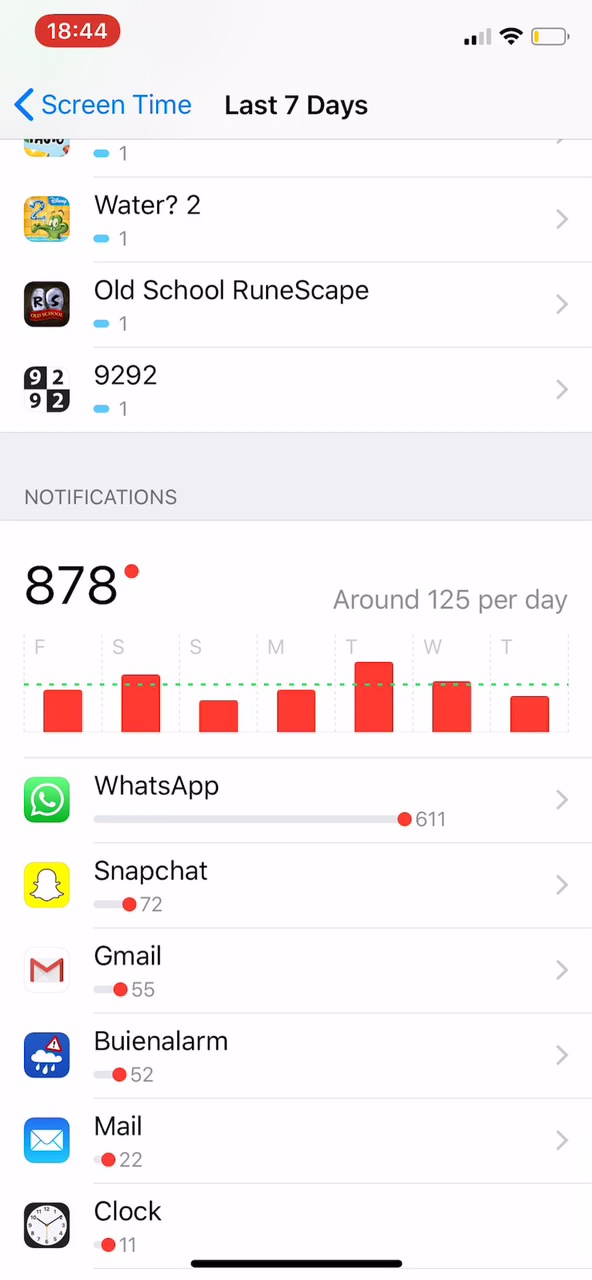 18:44
Screen Time
Last 7 Days
1
Water? 2
1
Old School RuneScape
1
9292
1
NOTIFICATIONS
878
Around 125 per day
F S S M T W T
WhatsApp
611
Snapchat
72
Gmail
55
Buienalarm
52
Mail
22
Clock
11